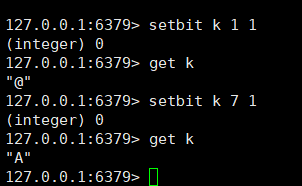 127.0.0.1:6379> setbit k 1 1
(integer) 0
127.0.0.1:6379> get k
"@"
127.0.0.1:6379> setbit k 7 1
(integer) 0
127.0.0.1:6379> get k
"A"
127.0.0.1:6379>